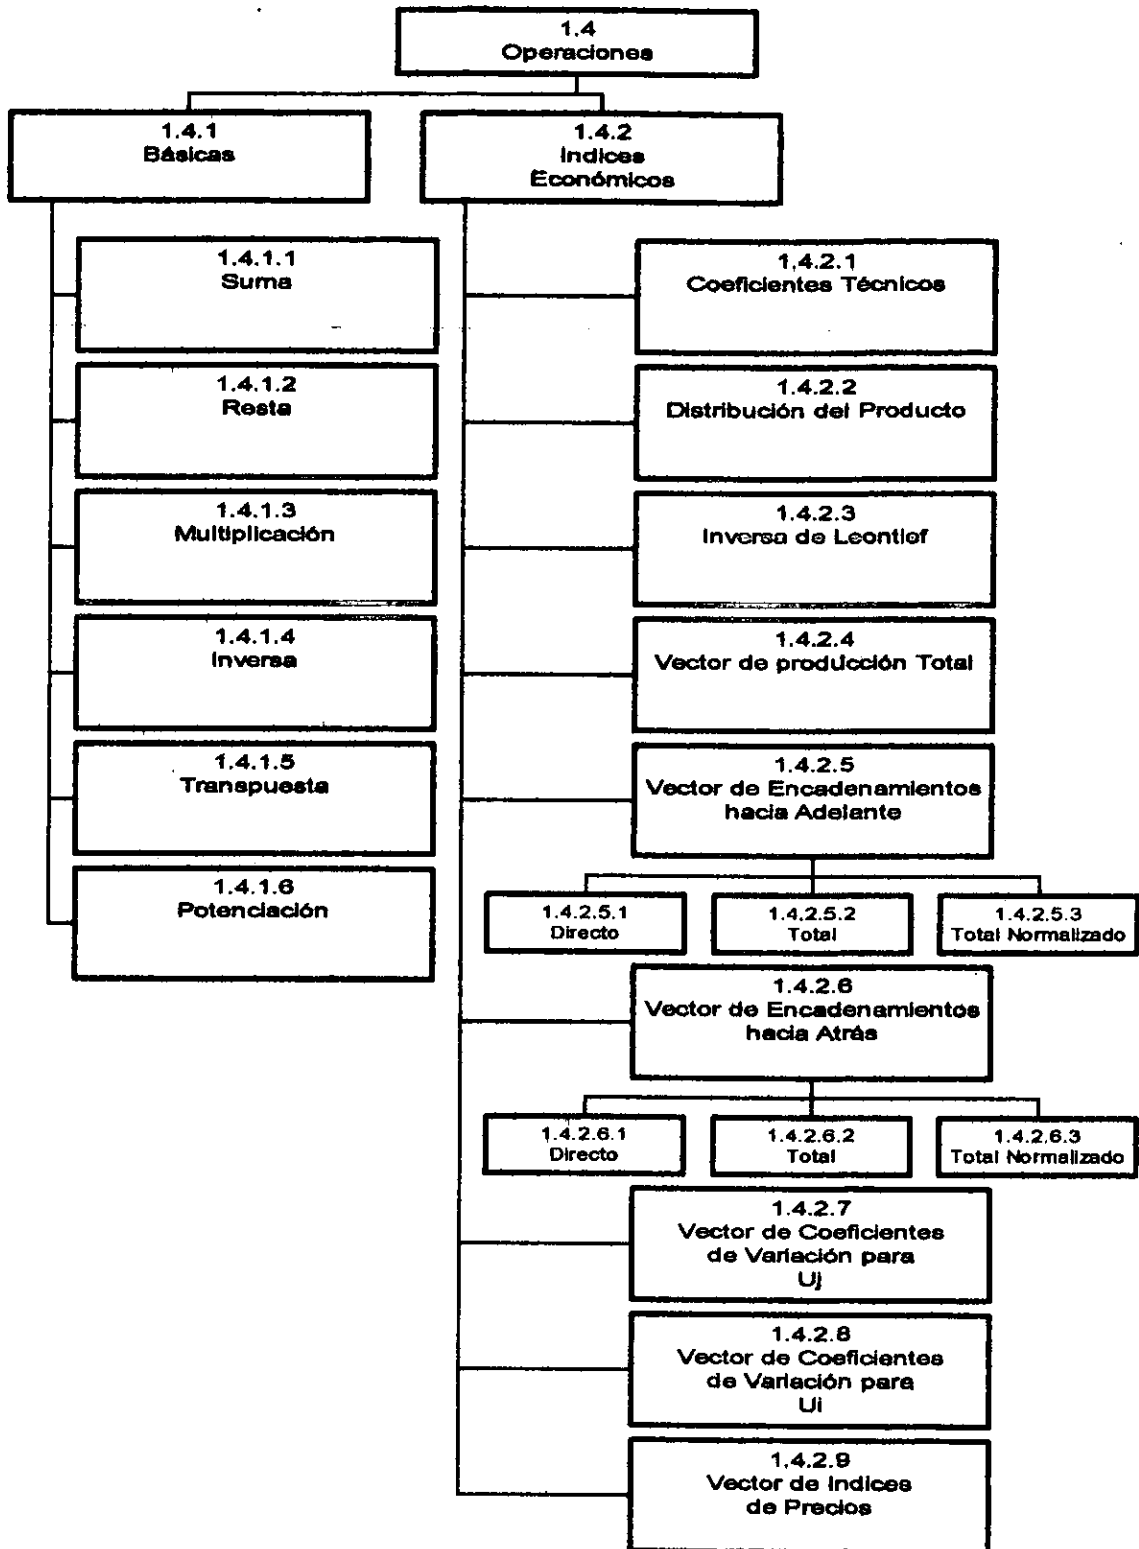 1.4
Operaciones
1.4.1
Básicas
1.4.2
Indices
Económicos
1.4.1.1
Suma
1.4.1.2
Resta
1.4.1.3
Multiplicación
1.4.1.4
Inversa
1.4.1.5
Transpuesta
1.4.1.6
Potenciación
1.4.2.1
Coeficientes Técnicos
1.4.2.2
Distribución del Producto
1.4.2.3
Inversa de Leontief
1.4.2.4
Vector de producción Total
1.4.2.5
Vector de Encadenamientos
hacia Adelante
1.4.2.5.1
Directo
1.4.2.5.2
Total
1.4.2.5.3
Total Normalizado
1.4.2.6
Vector de Encadenamientos
hacia Atrás
1.4.2.6.1
Directo
1.4.2.6.2
Total
1.4.2.6.3
Total Normalizado
1.4.2.7
Vector de Coeficientes
de Variación para
Uj
1.4.2.8
Vector de Coeficientes
de Variación para
Ui
1.4.2.9
Vector de Indices
de Precios